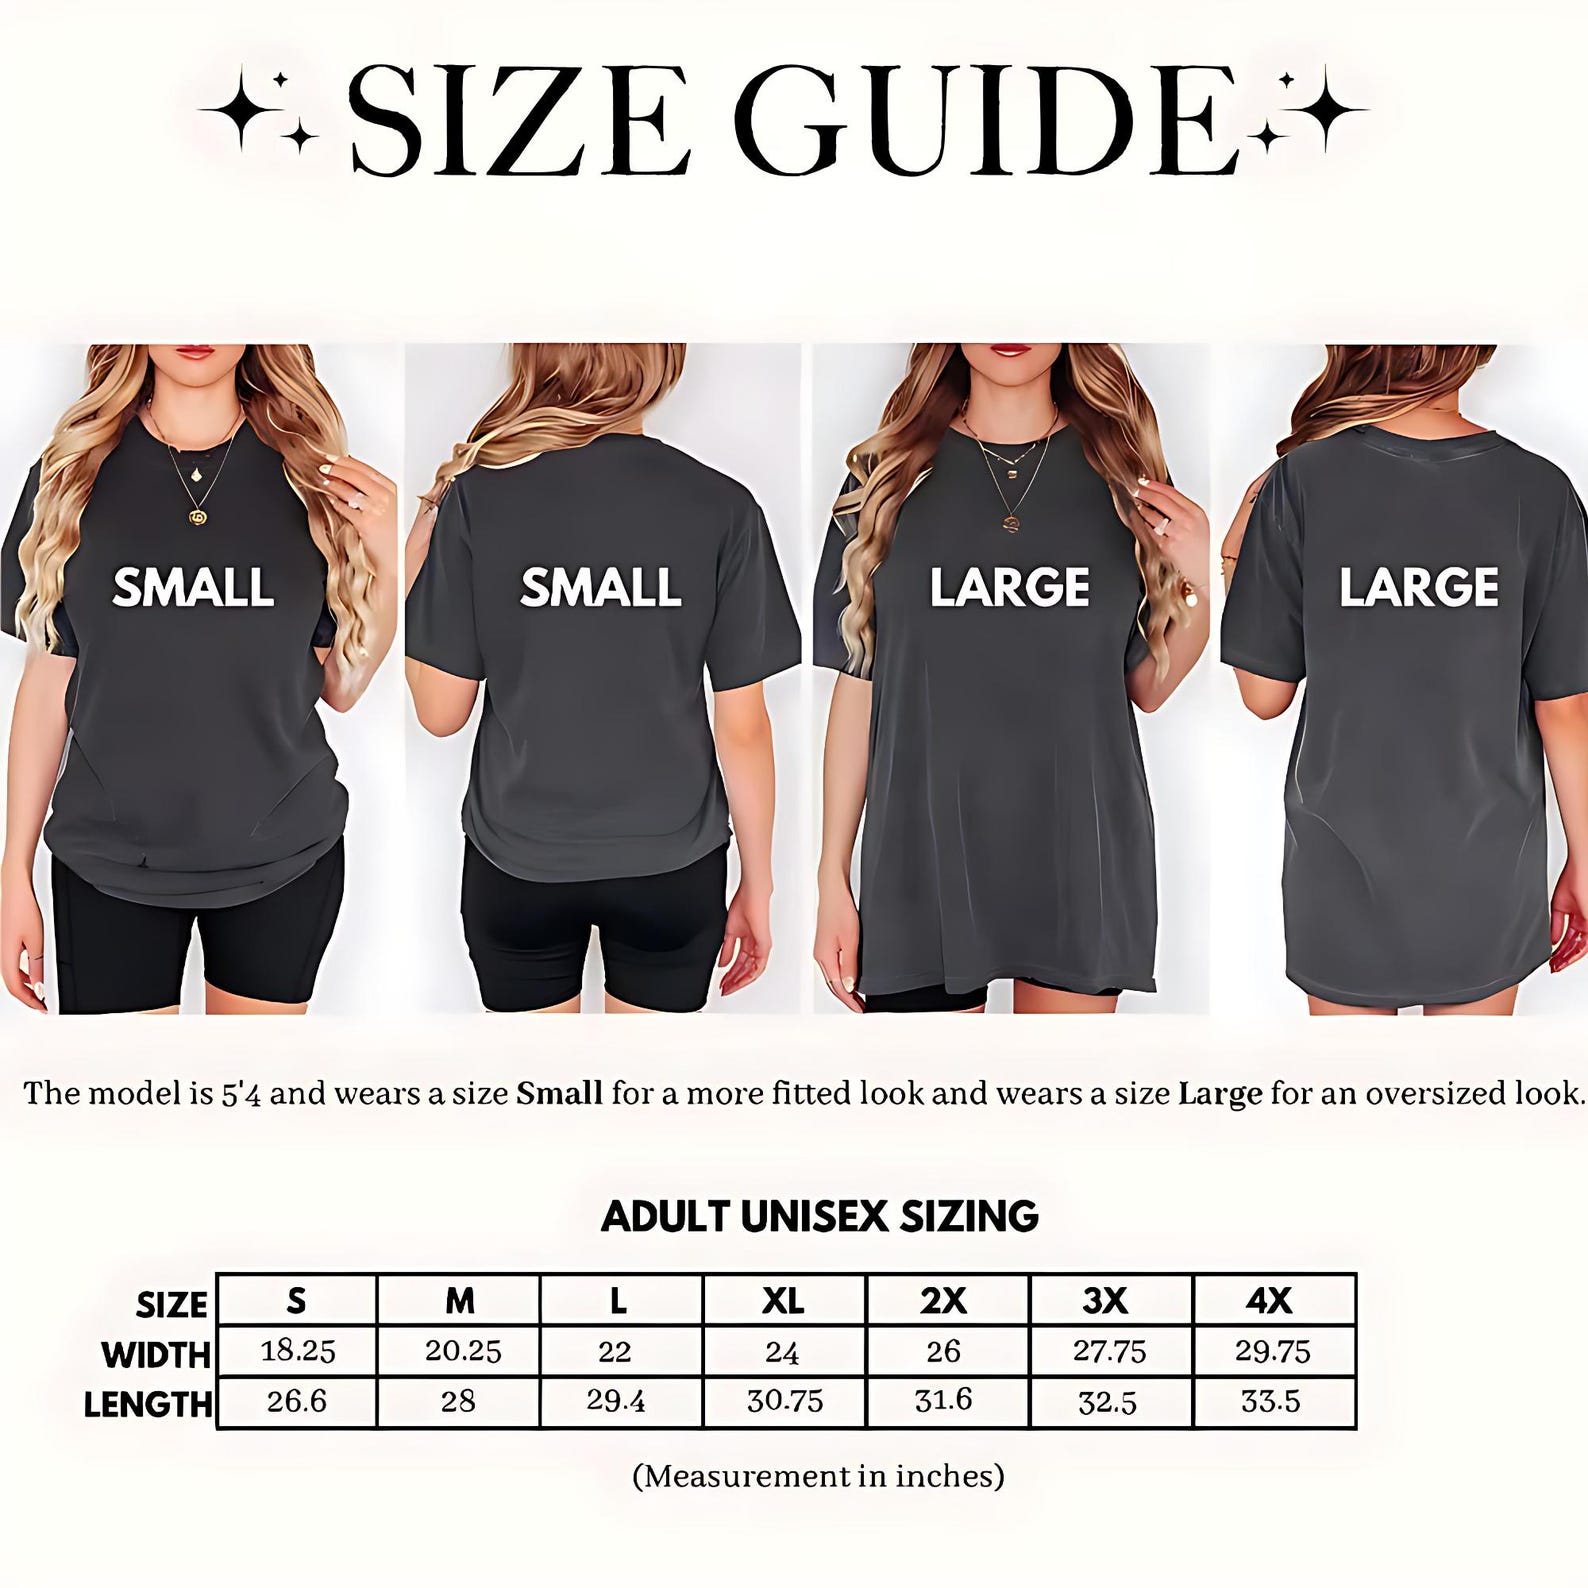 SIZE GUIDE
SMALL SMALL LARGE LARGE
The model is 5'4 and wears a size Small for a more fitted look and wears a size Large for an oversized look.
ADULT UNISEX SIZING
SIZE S M L XL 2X 3X 4X
WIDTH 18.25 20.25 22 24 26 27.75 29.75
LENGTH 26.6 28 29.4 30.75 31.6 32.5 33.5
(Measurement in inches)